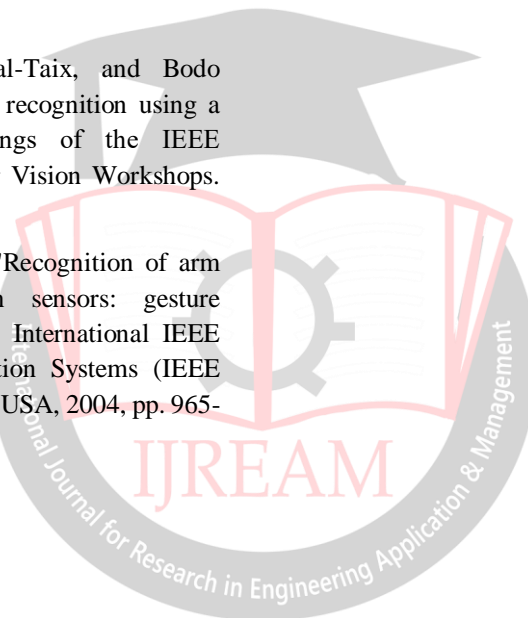 al-Taix, and Bodo
recognition using a
ings of the IEEE
Vision Workshops.
"Recognition of arm
sensors: gesture
International IEEE
tion Systems (IEEE
USA, 2004, pp. 965-
IJREAM
International Journal for Research in Engineering Application & Management